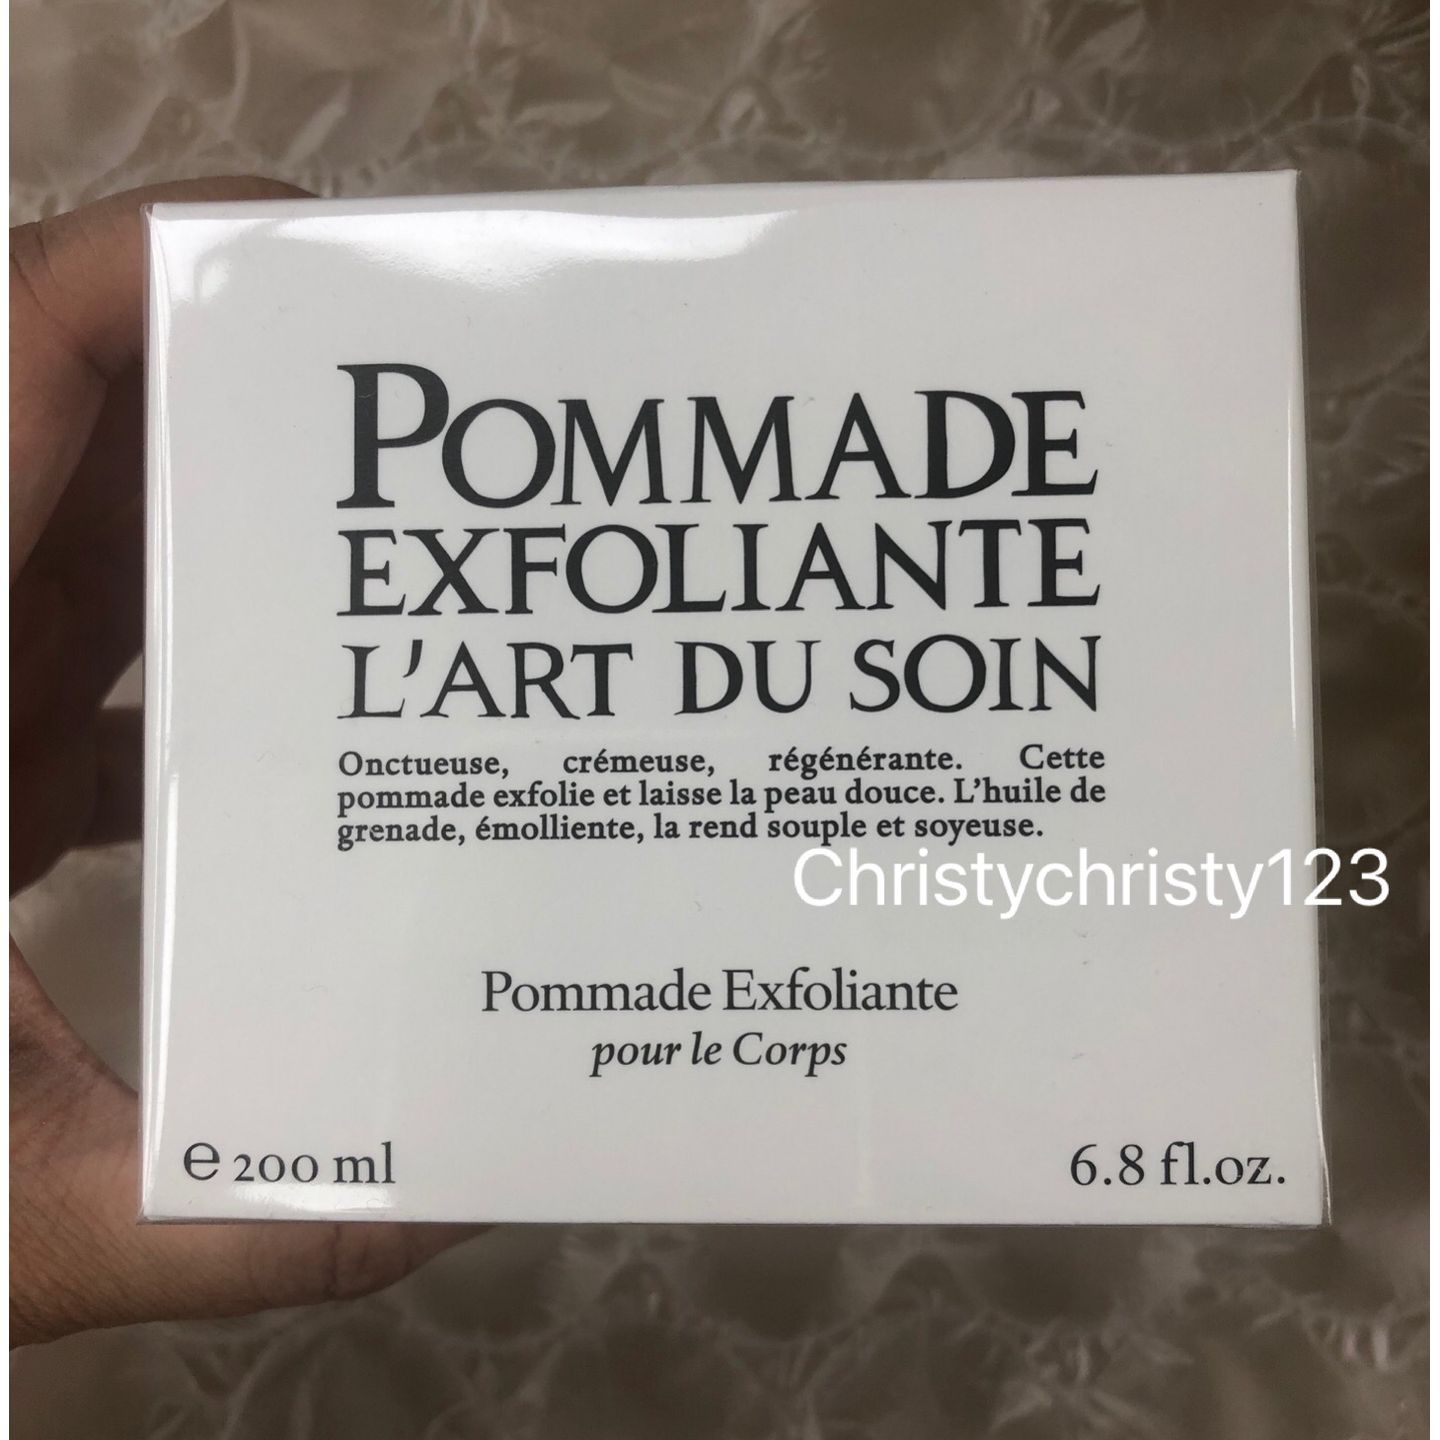 POMMADE
EXFOLIANTE
L'ART DU SOIN
Onctueuse, crémeuse, régénérante. Cette
pommade exfolie et laisse la peau douce. L'huile de
grenade, émolliente, la rend souple et soyeuse.
Christychristy123
Pommade Exfoliante
pour le Corps
℮ 200 ml
6.8 fl.oz.